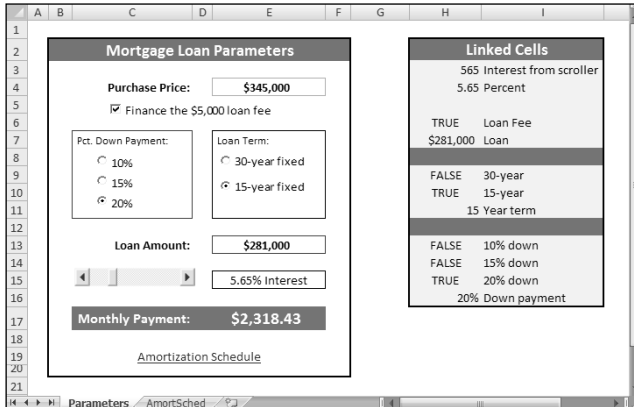 A B C D E F G H I
1
2 Mortgage Loan Parameters Linked Cells
3 565 Interest from scroller
4 Purchase Price: $345,000 5.65 Percent
5 Finance the $5,000 loan fee
6 TRUE Loan Fee
7 Pct. Down Payment: Loan Term: $281,000 Loan
8 10% 30-year fixed
9 FALSE 30-year
10 15% 15-year fixed TRUE 15-year
11 20% 15 Year term
12
13 Loan Amount: $281,000 FALSE 10% down
14 FALSE 15% down
15 5.65% Interest TRUE 20% down
16 20% Down payment
17 Monthly Payment: $2,318.43
18
19 Amortization Schedule
20
21
Parameters AmortSched